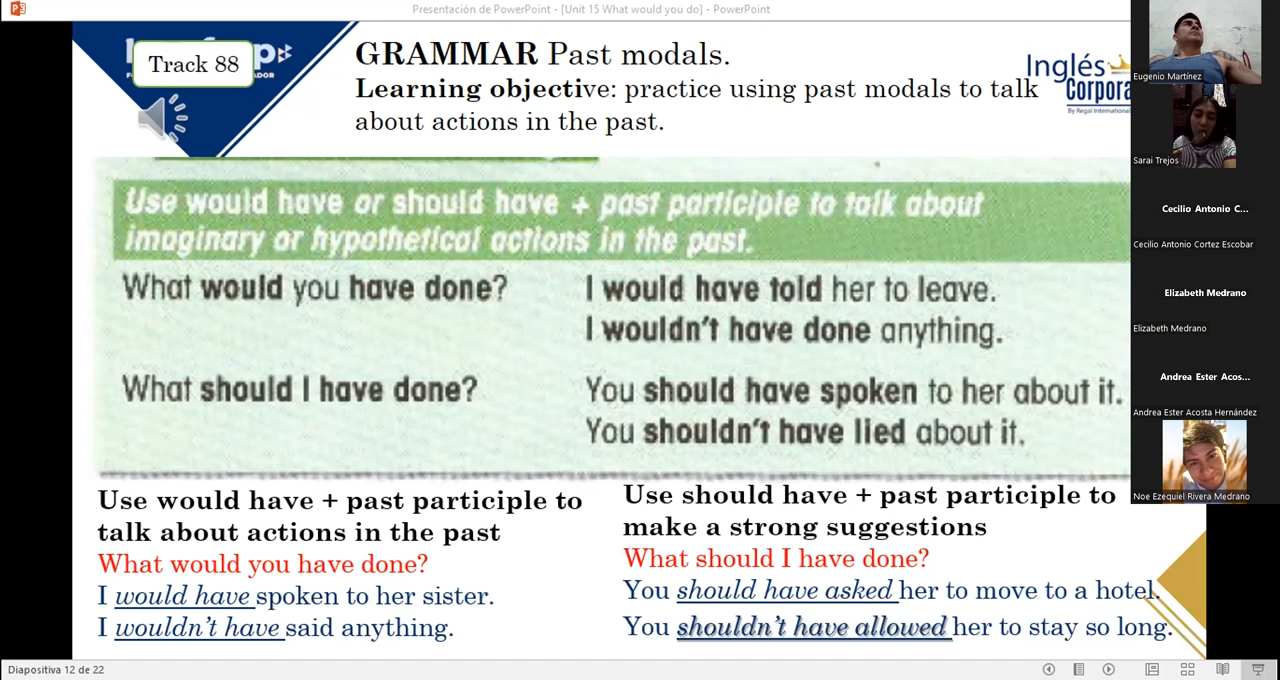 Presentación de PowerPoint - [Unit 15 What would you do] - PowerPoint
Track 88
GRAMMAR Past modals.
Learning objective: practice using past modals to talk
about actions in the past.
Inglés
Corpora
By Regal International
Use would have or should have + past participle to talk about
imaginary or hypothetical actions in the past.
What would you have done?
I would have told her to leave.
I wouldn't have done anything.
What should I have done?
You should have spoken to her about it.
You shouldn't have lied about it.
Use would have + past participle to
talk about actions in the past
What would you have done?
I would have spoken to her sister.
I wouldn't have said anything.
Use should have + past participle to
make a strong suggestions
What should I have done?
You should have asked her to move to a hotel.
You shouldn't have allowed her to stay so long.
Eugenio Martínez
Sarai Trejos
Cecilio Antonio C...
Cecilio Antonio Cortez Escobar
Elizabeth Medrano
Elizabeth Medrano
Andrea Ester Acos...
Andrea Ester Acosta Hernández
Noe Ezequiel Rivera Medrano
Diapositiva 12 de 22